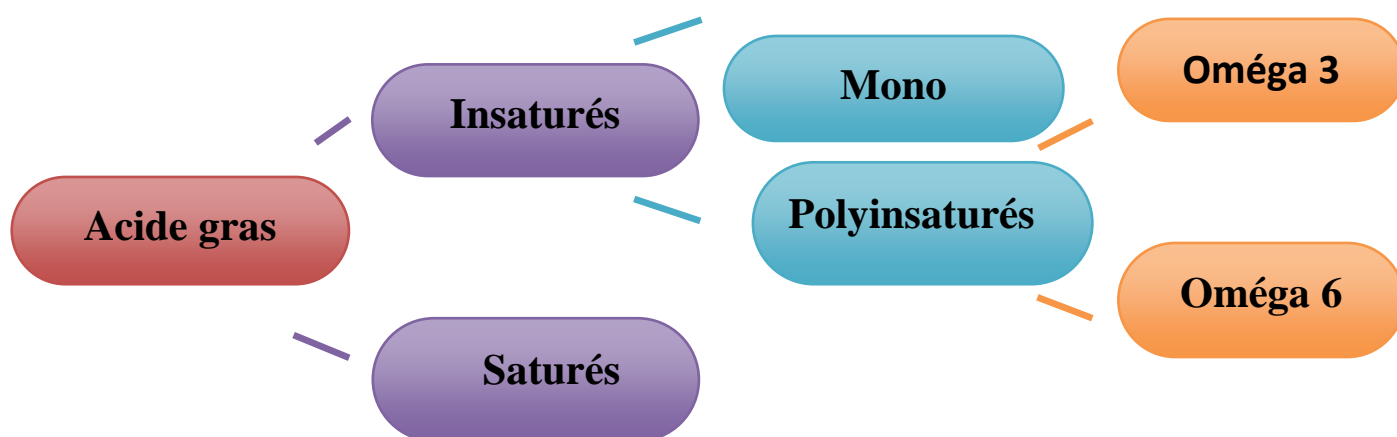 Acide gras
Insaturés
Saturés
Mono
Polyinsaturés
Oméga 3
Oméga 6